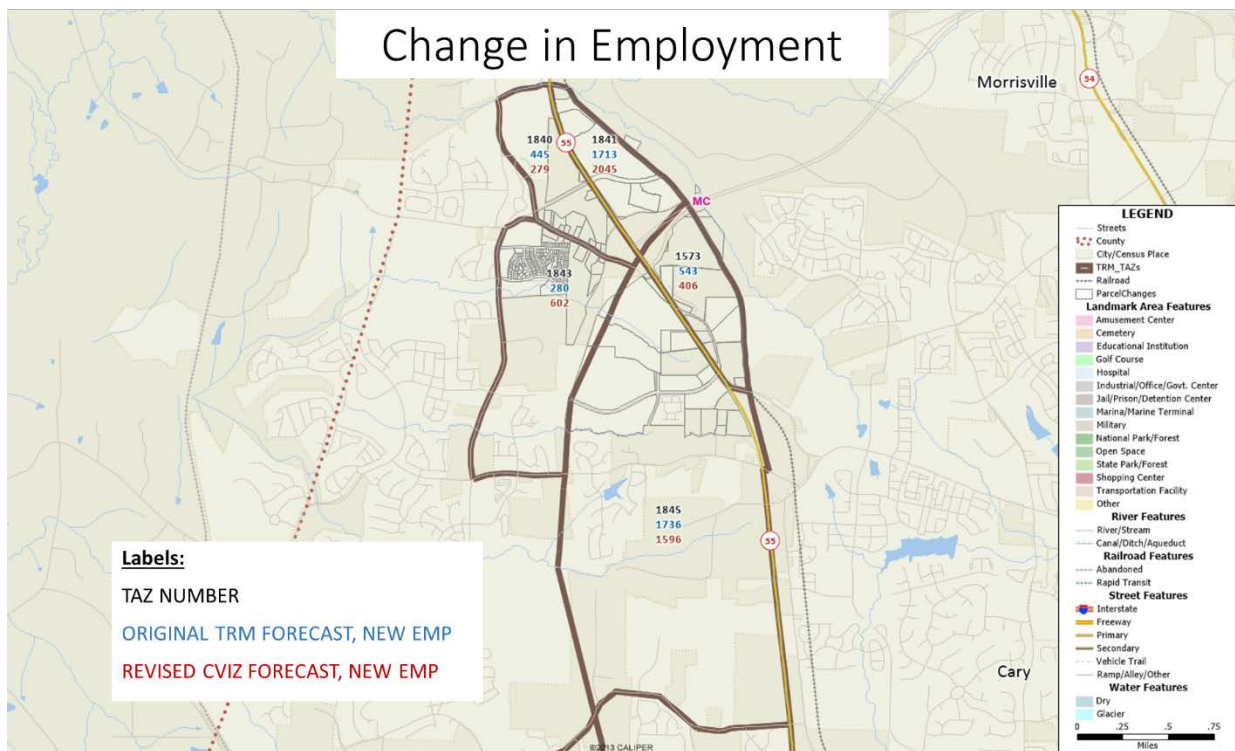 Change in Employment
Morrisville
54
1840
445
279
55
1841
1713
2045
MC
1573
543
406
1843
280
602
1845
1736
1596
55
Cary
Labels:
TAZ NUMBER
ORIGINAL TRM FORECAST, NEW EMP
REVISED CVIZ FORECAST, NEW EMP
LEGEND
Streets
County
City/Census Place
TRM_TAZs
Railroad
ParcelChanges
Landmark Area Features
Amusement Center
Cemetery
Educational Institution
Golf Course
Hospital
Industrial/Office/Govt. Center
Jail/Prison/Detention Center
Marina/Marine Terminal
Military
National Park/Forest
Open Space
State Park/Forest
Shopping Center
Transportation Facility
Other
River Features
River/Stream
Canal/Ditch/Aqueduct
Railroad Features
Abandoned
Rapid Transit
Street Features
Interstate
Freeway
Primary
Secondary
Vehicle Trail
Ramp/Alley/Other
Water Features
Dry
Glacier
0 .25 .5 .75
Miles
©2013 CALIPER